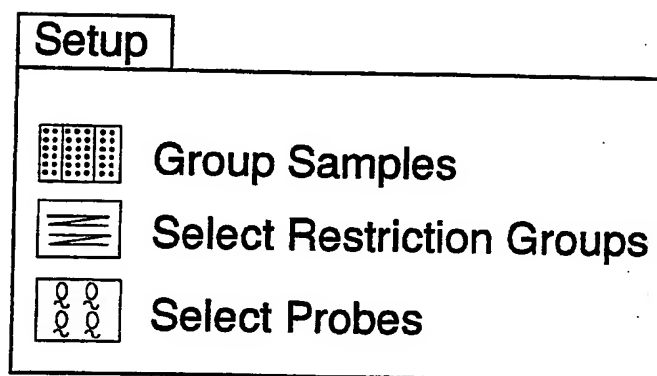 Setup
Group Samples
Select Restriction Groups
Select Probes